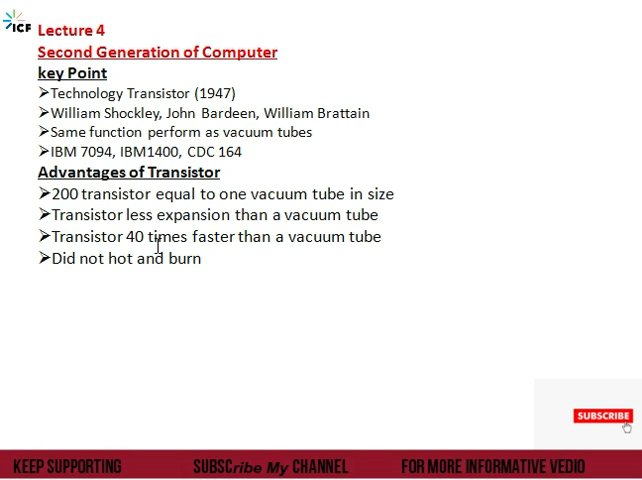 ICF
Lecture 4
Second Generation of Computer
key Point
➢Technology Transistor (1947)
➢William Shockley, John Bardeen, William Brattain
➢Same function perform as vacuum tubes
➢IBM 7094, IBM1400, CDC 164
Advantages of Transistor
➢200 transistor equal to one vacuum tube in size
➢Transistor less expansion than a vacuum tube
➢Transistor 40 times faster than a vacuum tube
➢Did not hot and burn
SUBSCRIBE
KEEP SUPPORTING SUBSCribe My CHANNEL FOR MORE INFORMATIVE VEDIO